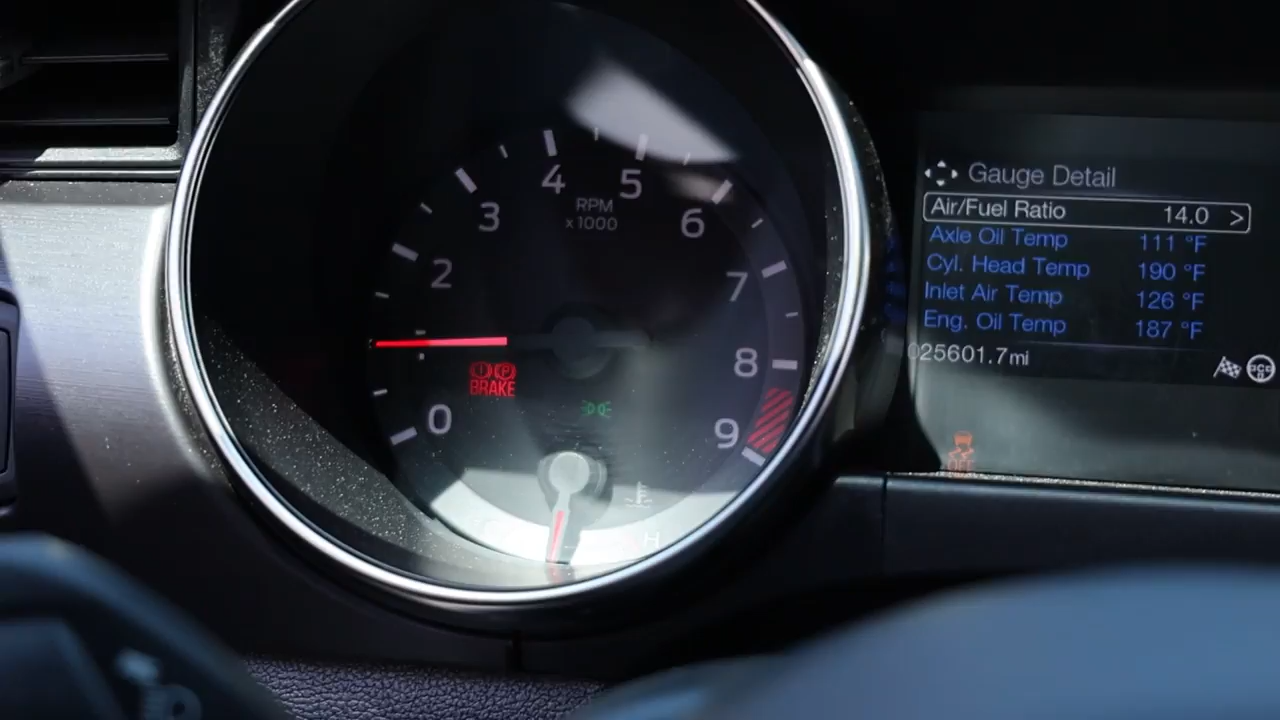 4
5
3
RPM
x1000
6
2
7
8
0
9
BRAKE
H
Gauge Detail
Air/Fuel Ratio 14.0 >
Axle Oil Temp 111 °F
Cyl. Head Temp 190 °F
Inlet Air Temp 126 °F
Eng. Oil Temp 187 °F
025601.7mi
OFF